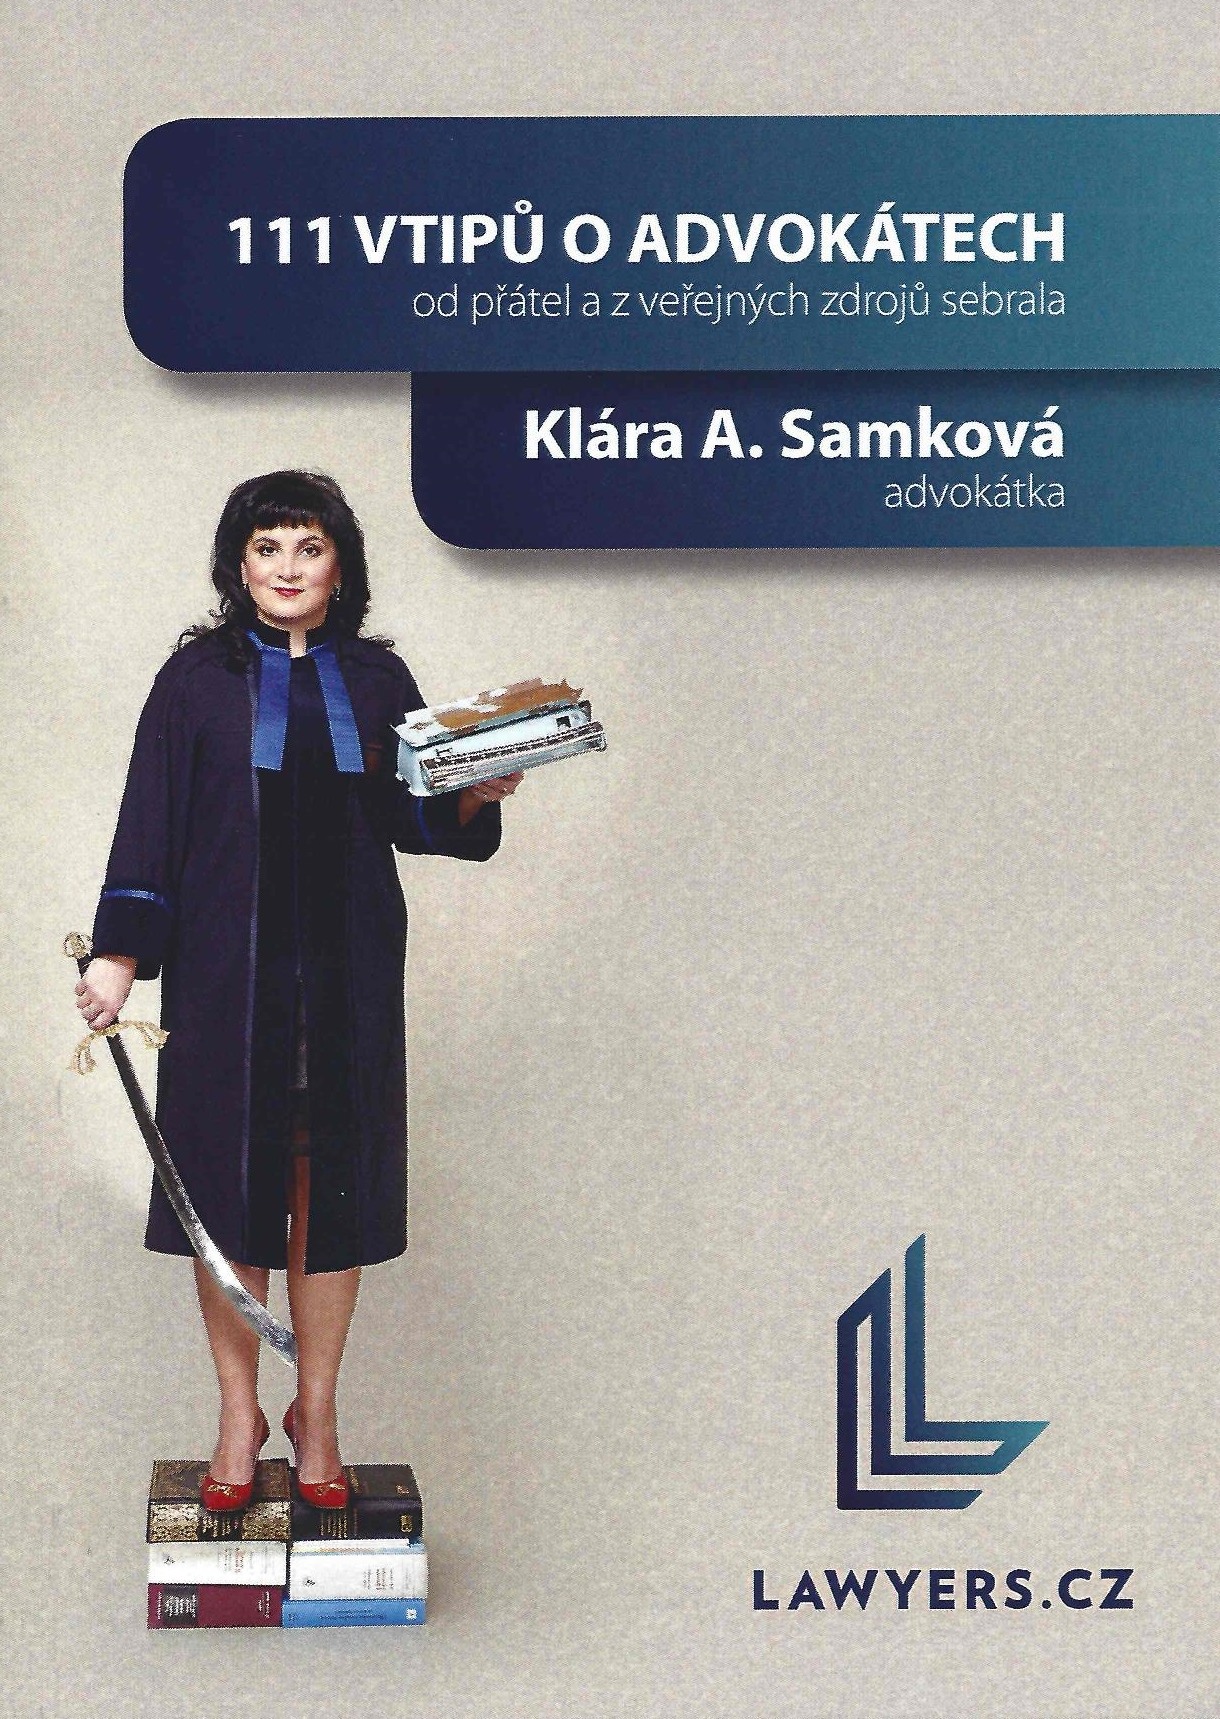 111 VTIPŮ O ADVOKÁTECH
od přátel a z veřejných zdrojů sebrala
Klára A. Samková
advokátka
LAWYERS.CZ